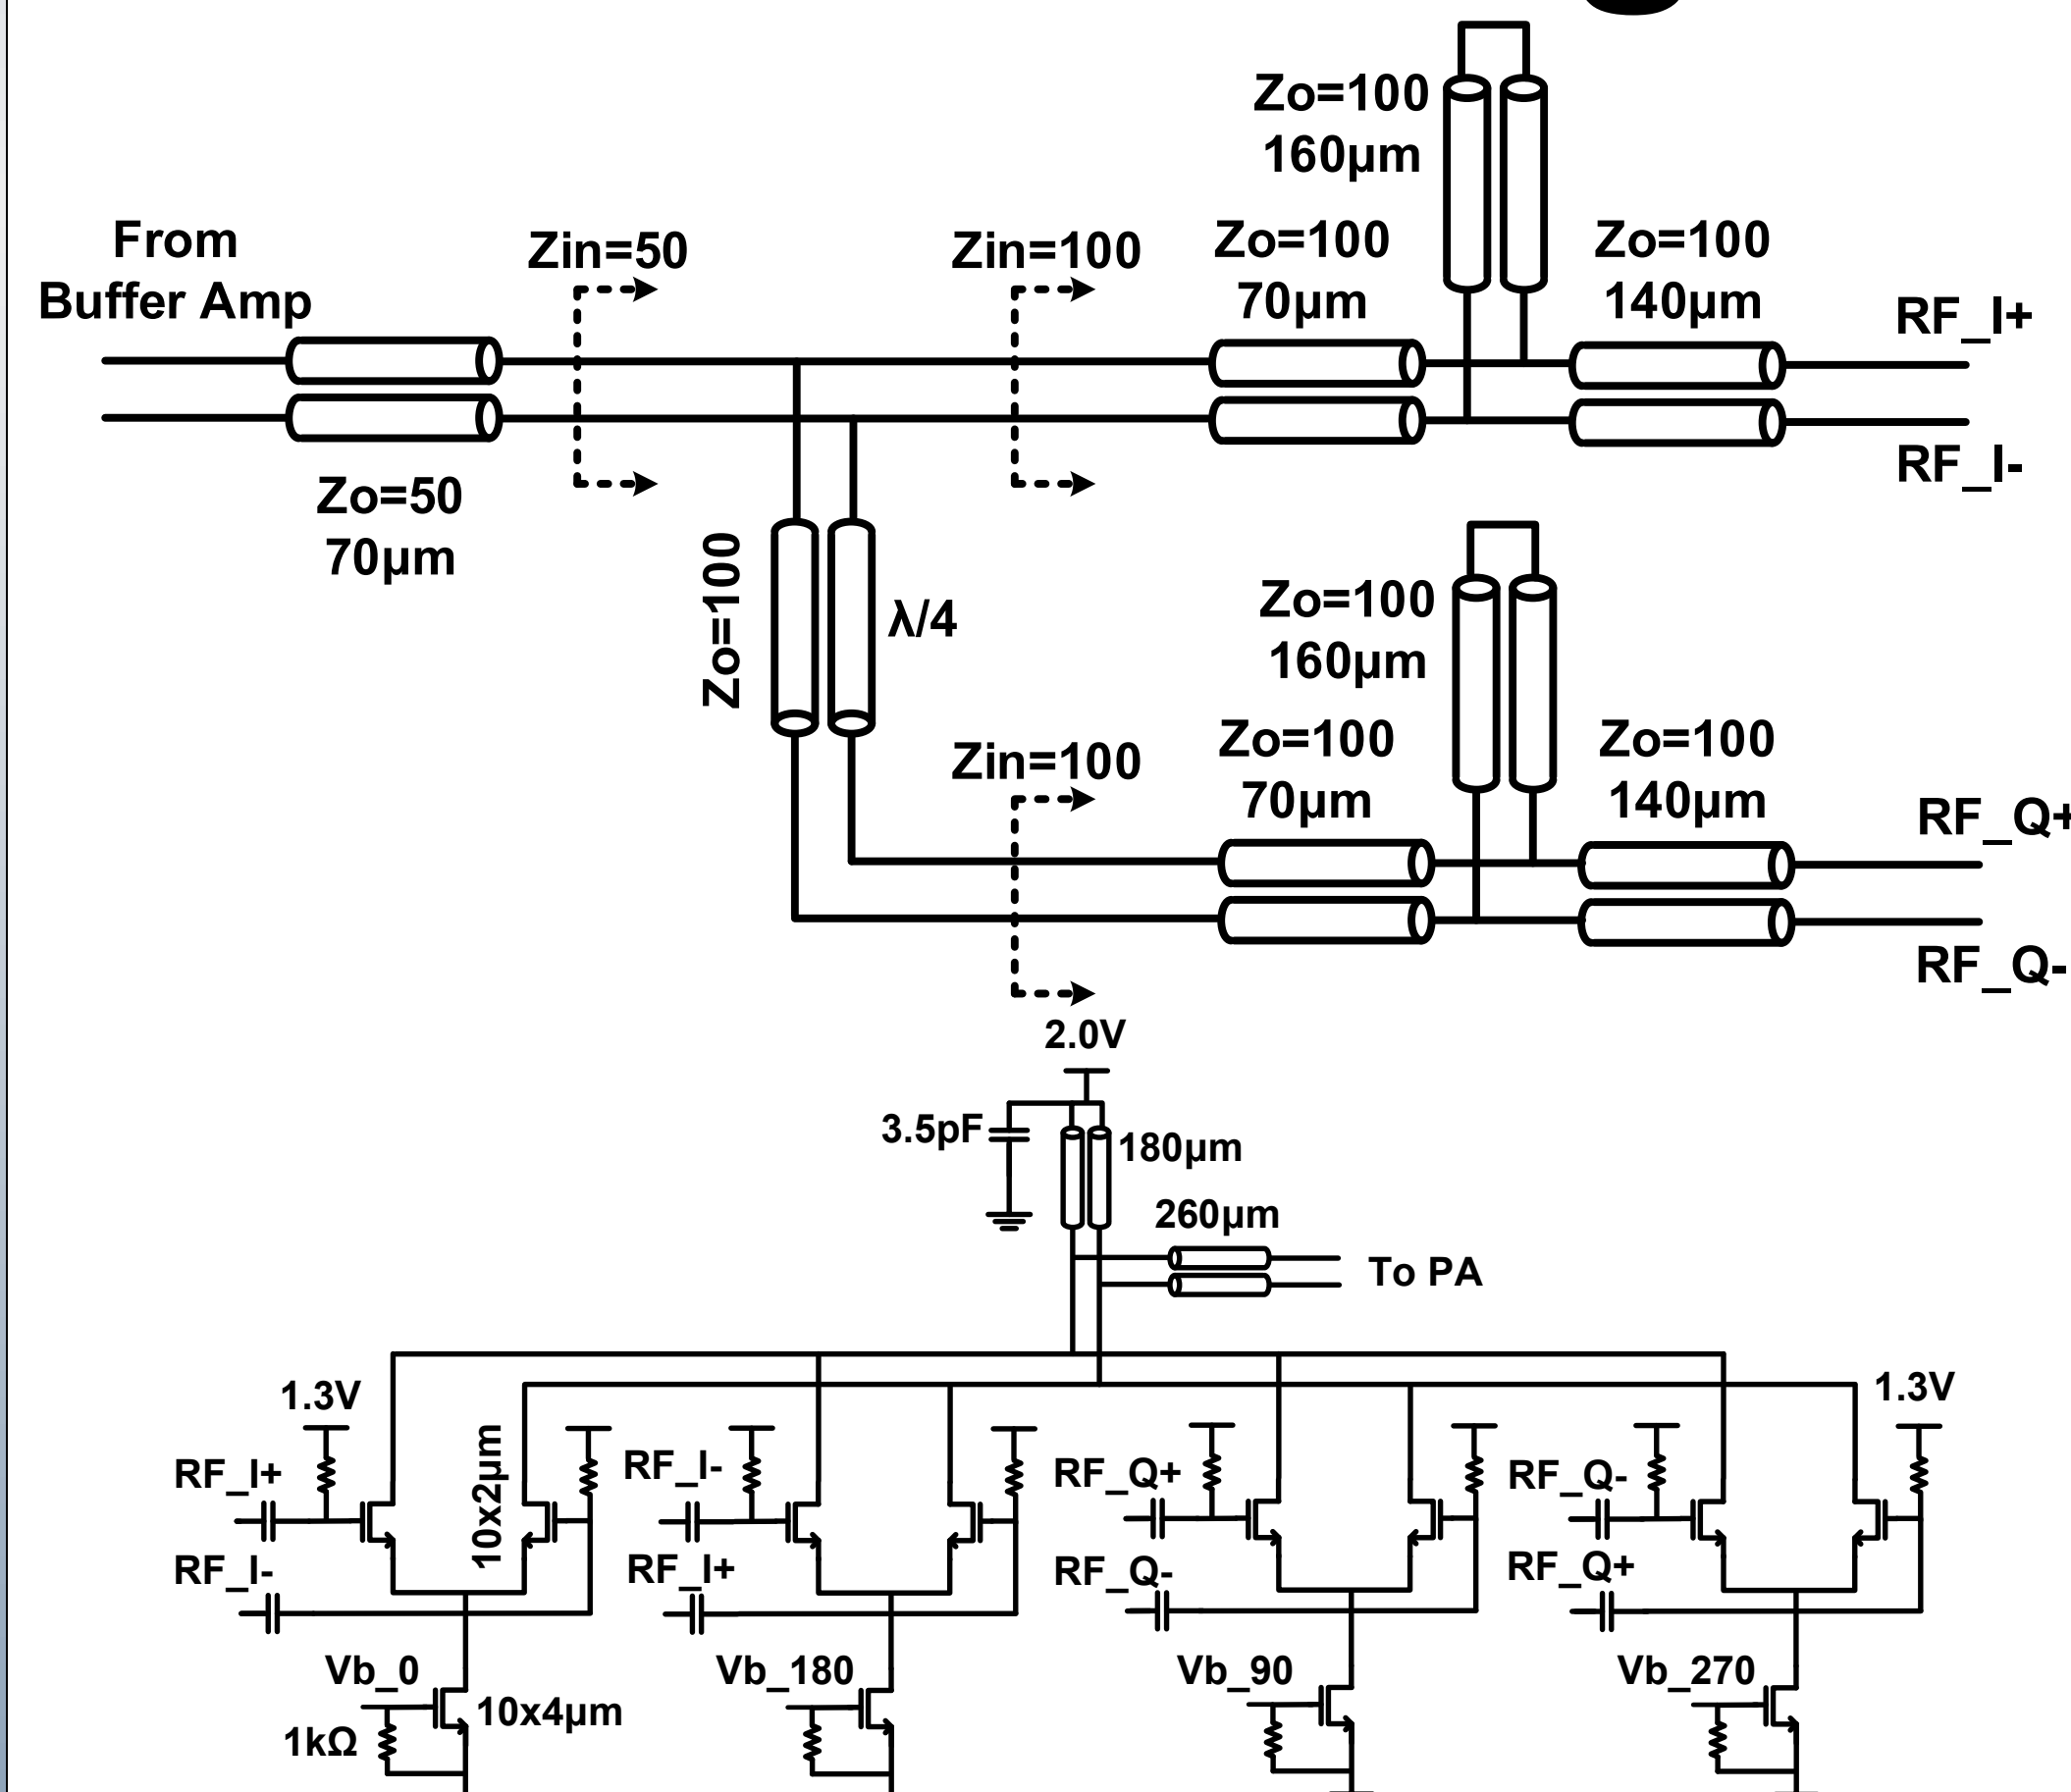 Zo=100
160µm
From
Buffer Amp
Zin=50
Zin=100
Zo=100
70µm
Zo=100
140µm
RF_I+
RF_I-
Zo=50
70µm
Zo=100
λ/4
Zo=100
160µm
Zin=100
Zo=100
70µm
Zo=100
140µm
RF_Q+
RF_Q-
2.0V
3.5pF
180µm
260µm
To PA
1.3V
1.3V
RF_I+
10x2µm
RF_I-
RF_Q+
RF_Q-
RF_I-
RF_I+
RF_Q-
RF_Q+
Vb_0
Vb_180
Vb_90
Vb_270
10x4µm
1kΩ